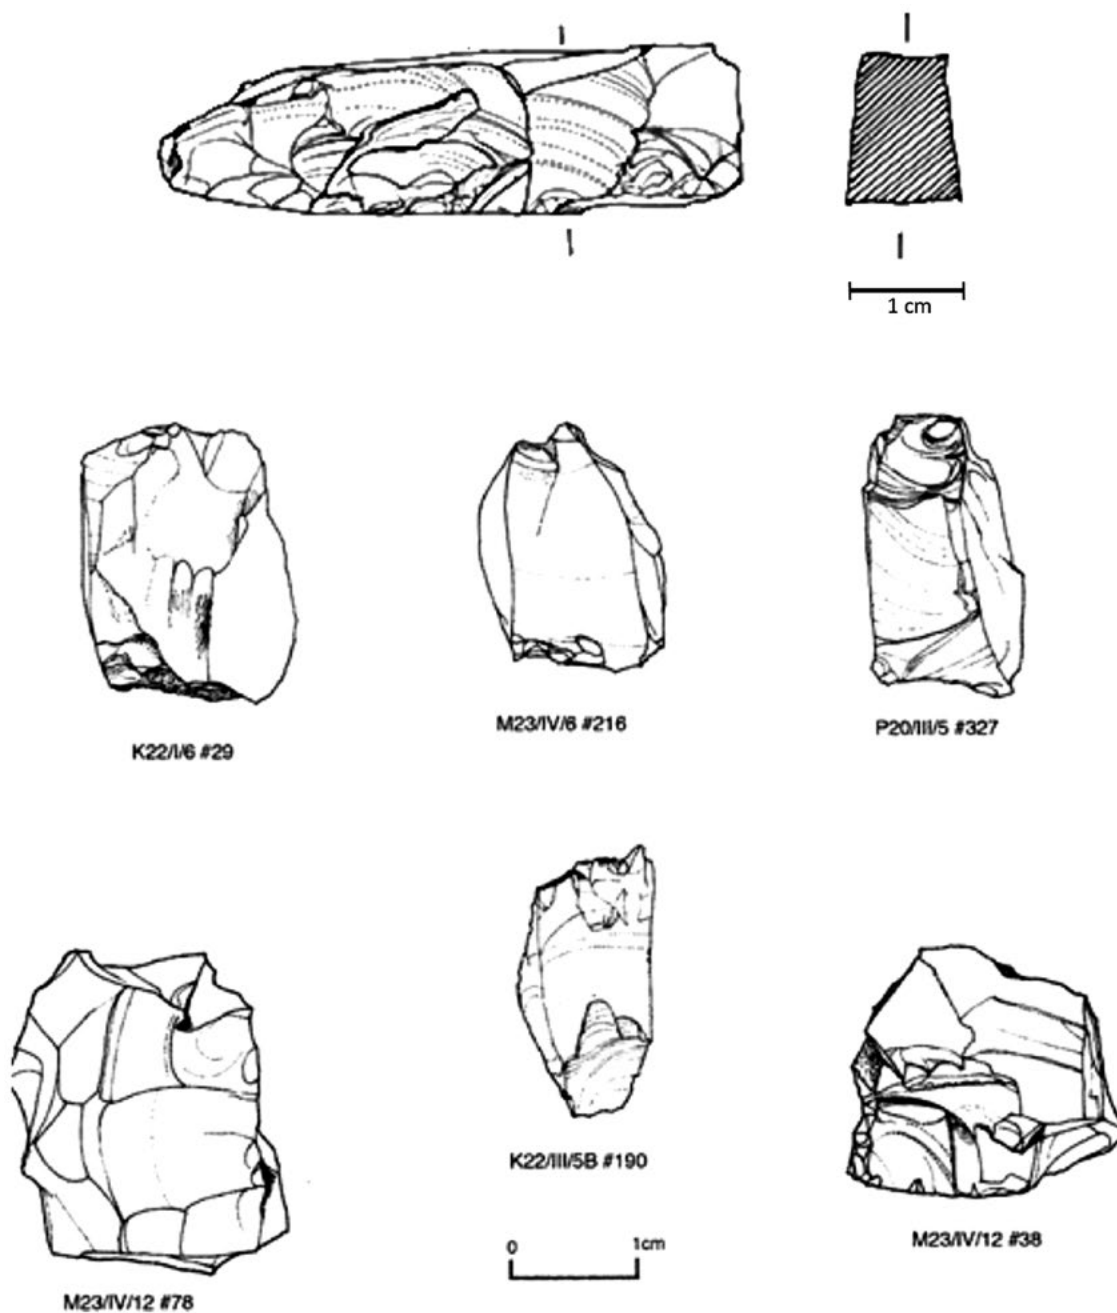 1 cm
K22/I/6 #29
M23/IV/6 #216
P20/III/5 #327
K22/III/5B #190
0 1cm
M23/IV/12 #38
M23/IV/12 #78